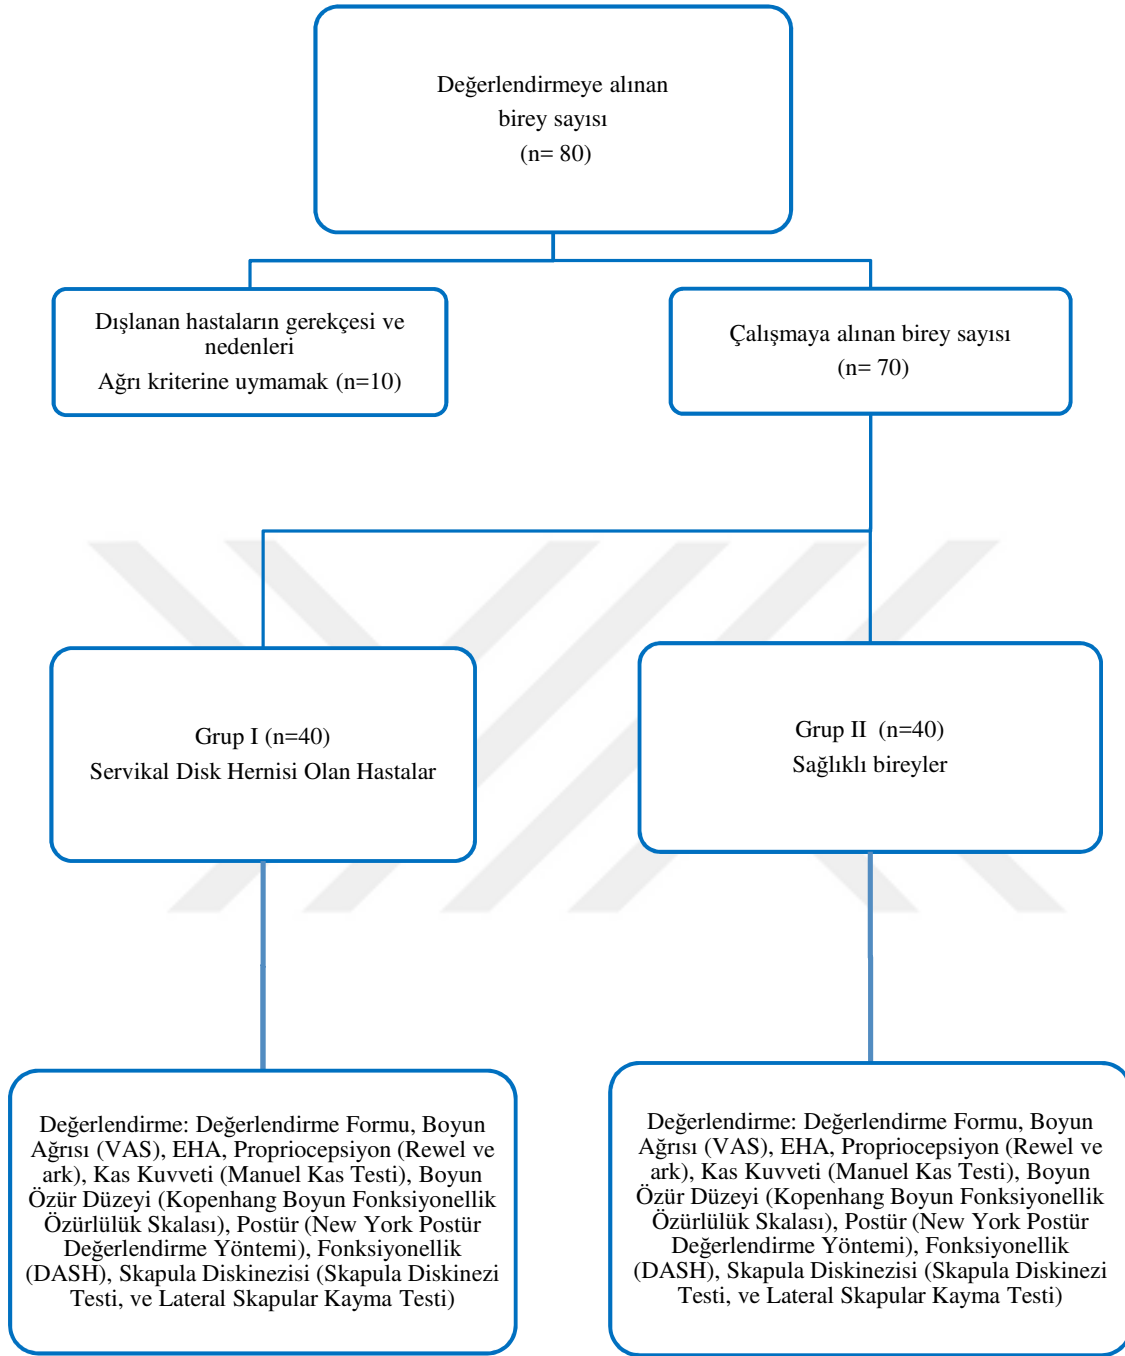 Değerlendirmeye alınan
birey sayısı
(n= 80)
Dışlanan hastaların gerekçesi ve
nedenleri
Ağrı kriterine uymamak (n=10)
Çalışmaya alınan birey sayısı
(n= 70)
Grup I (n=40)
Servikal Disk Hernisi Olan Hastalar
Grup II (n=40)
Sağlıklı bireyler
Değerlendirme: Değerlendirme Formu, Boyun
Ağrısı (VAS), EHA, Propriocepsiyon (Rewel ve
ark), Kas Kuvveti (Manuel Kas Testi), Boyun
Özür Düzeyi (Kopenhang Boyun Fonksiyonellik
Özürlülük Skalası), Postür (New York Postür
Değerlendirme Yöntemi), Fonksiyonellik
(DASH), Skapula Diskinezisi (Skapula Diskinezi
Testi, ve Lateral Skapular Kayma Testi)
Değerlendirme: Değerlendirme Formu, Boyun
Ağrısı (VAS), EHA, Propriocepsiyon (Rewel ve
ark), Kas Kuvveti (Manuel Kas Testi), Boyun
Özür Düzeyi (Kopenhang Boyun Fonksiyonellik
Özürlülük Skalası), Postür (New York Postür
Değerlendirme Yöntemi), Fonksiyonellik
(DASH), Skapula Diskinezisi (Skapula Diskinezi
Testi, ve Lateral Skapular Kayma Testi)